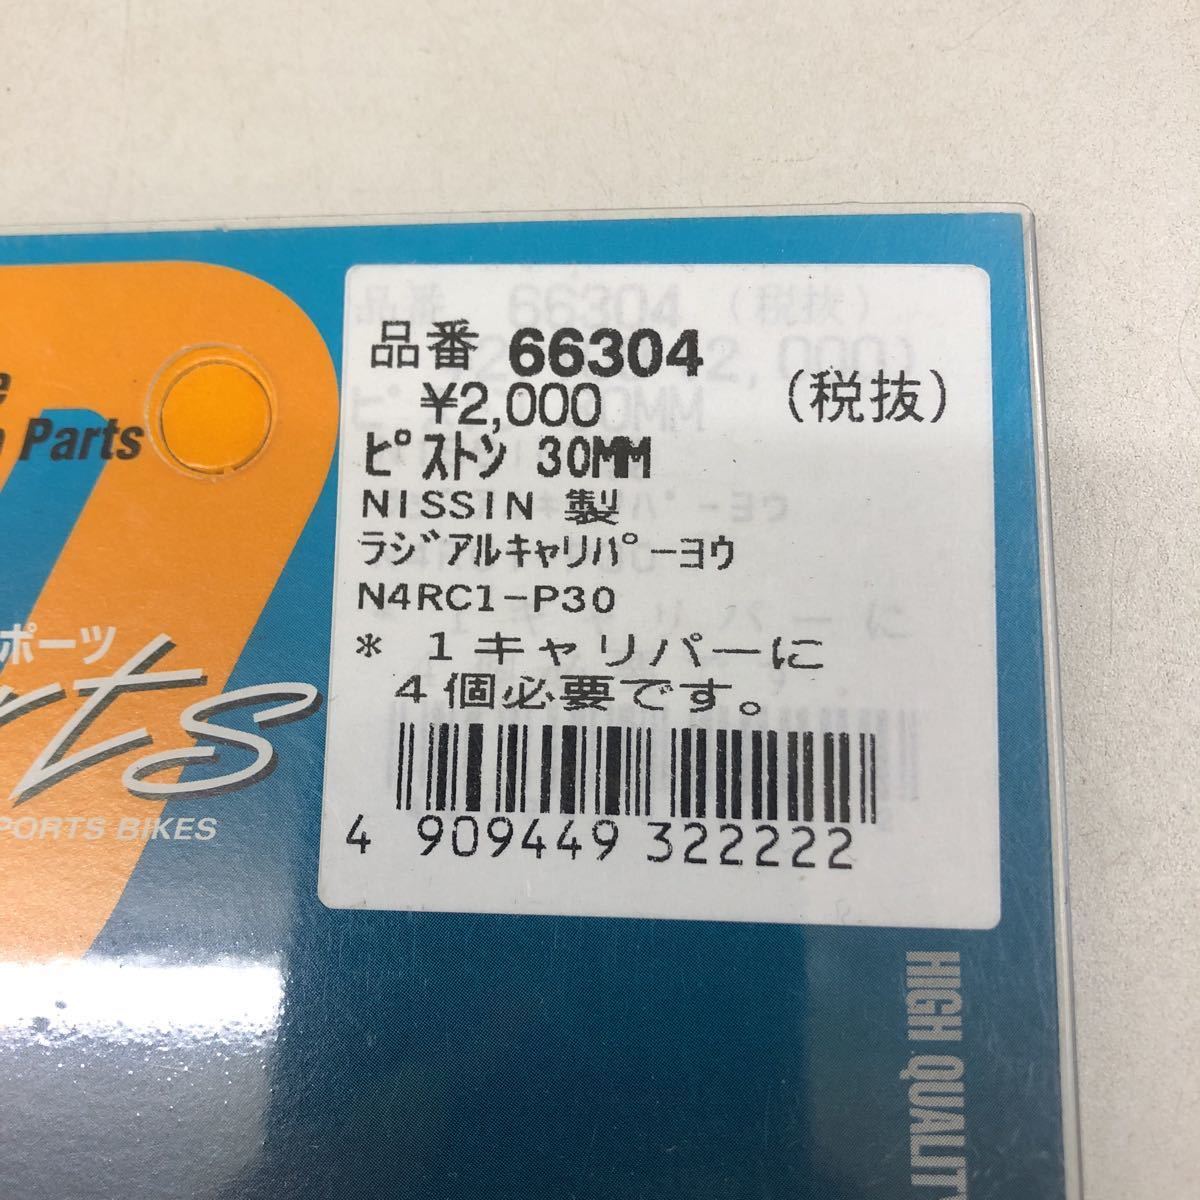 品番 66304
¥2,000 (税抜)
ﾋﾟｽﾄﾝ 30MM
NISSIN 製
ﾗｼﾞｱﾙｷｬﾘﾊﾟｰﾖｳ
N4RC1-P30
* 1キャリパーに
4個必要です。
4 909449 322222
Parts
ポーツ
rts
PORTS BIKES
HIGH QUALIT